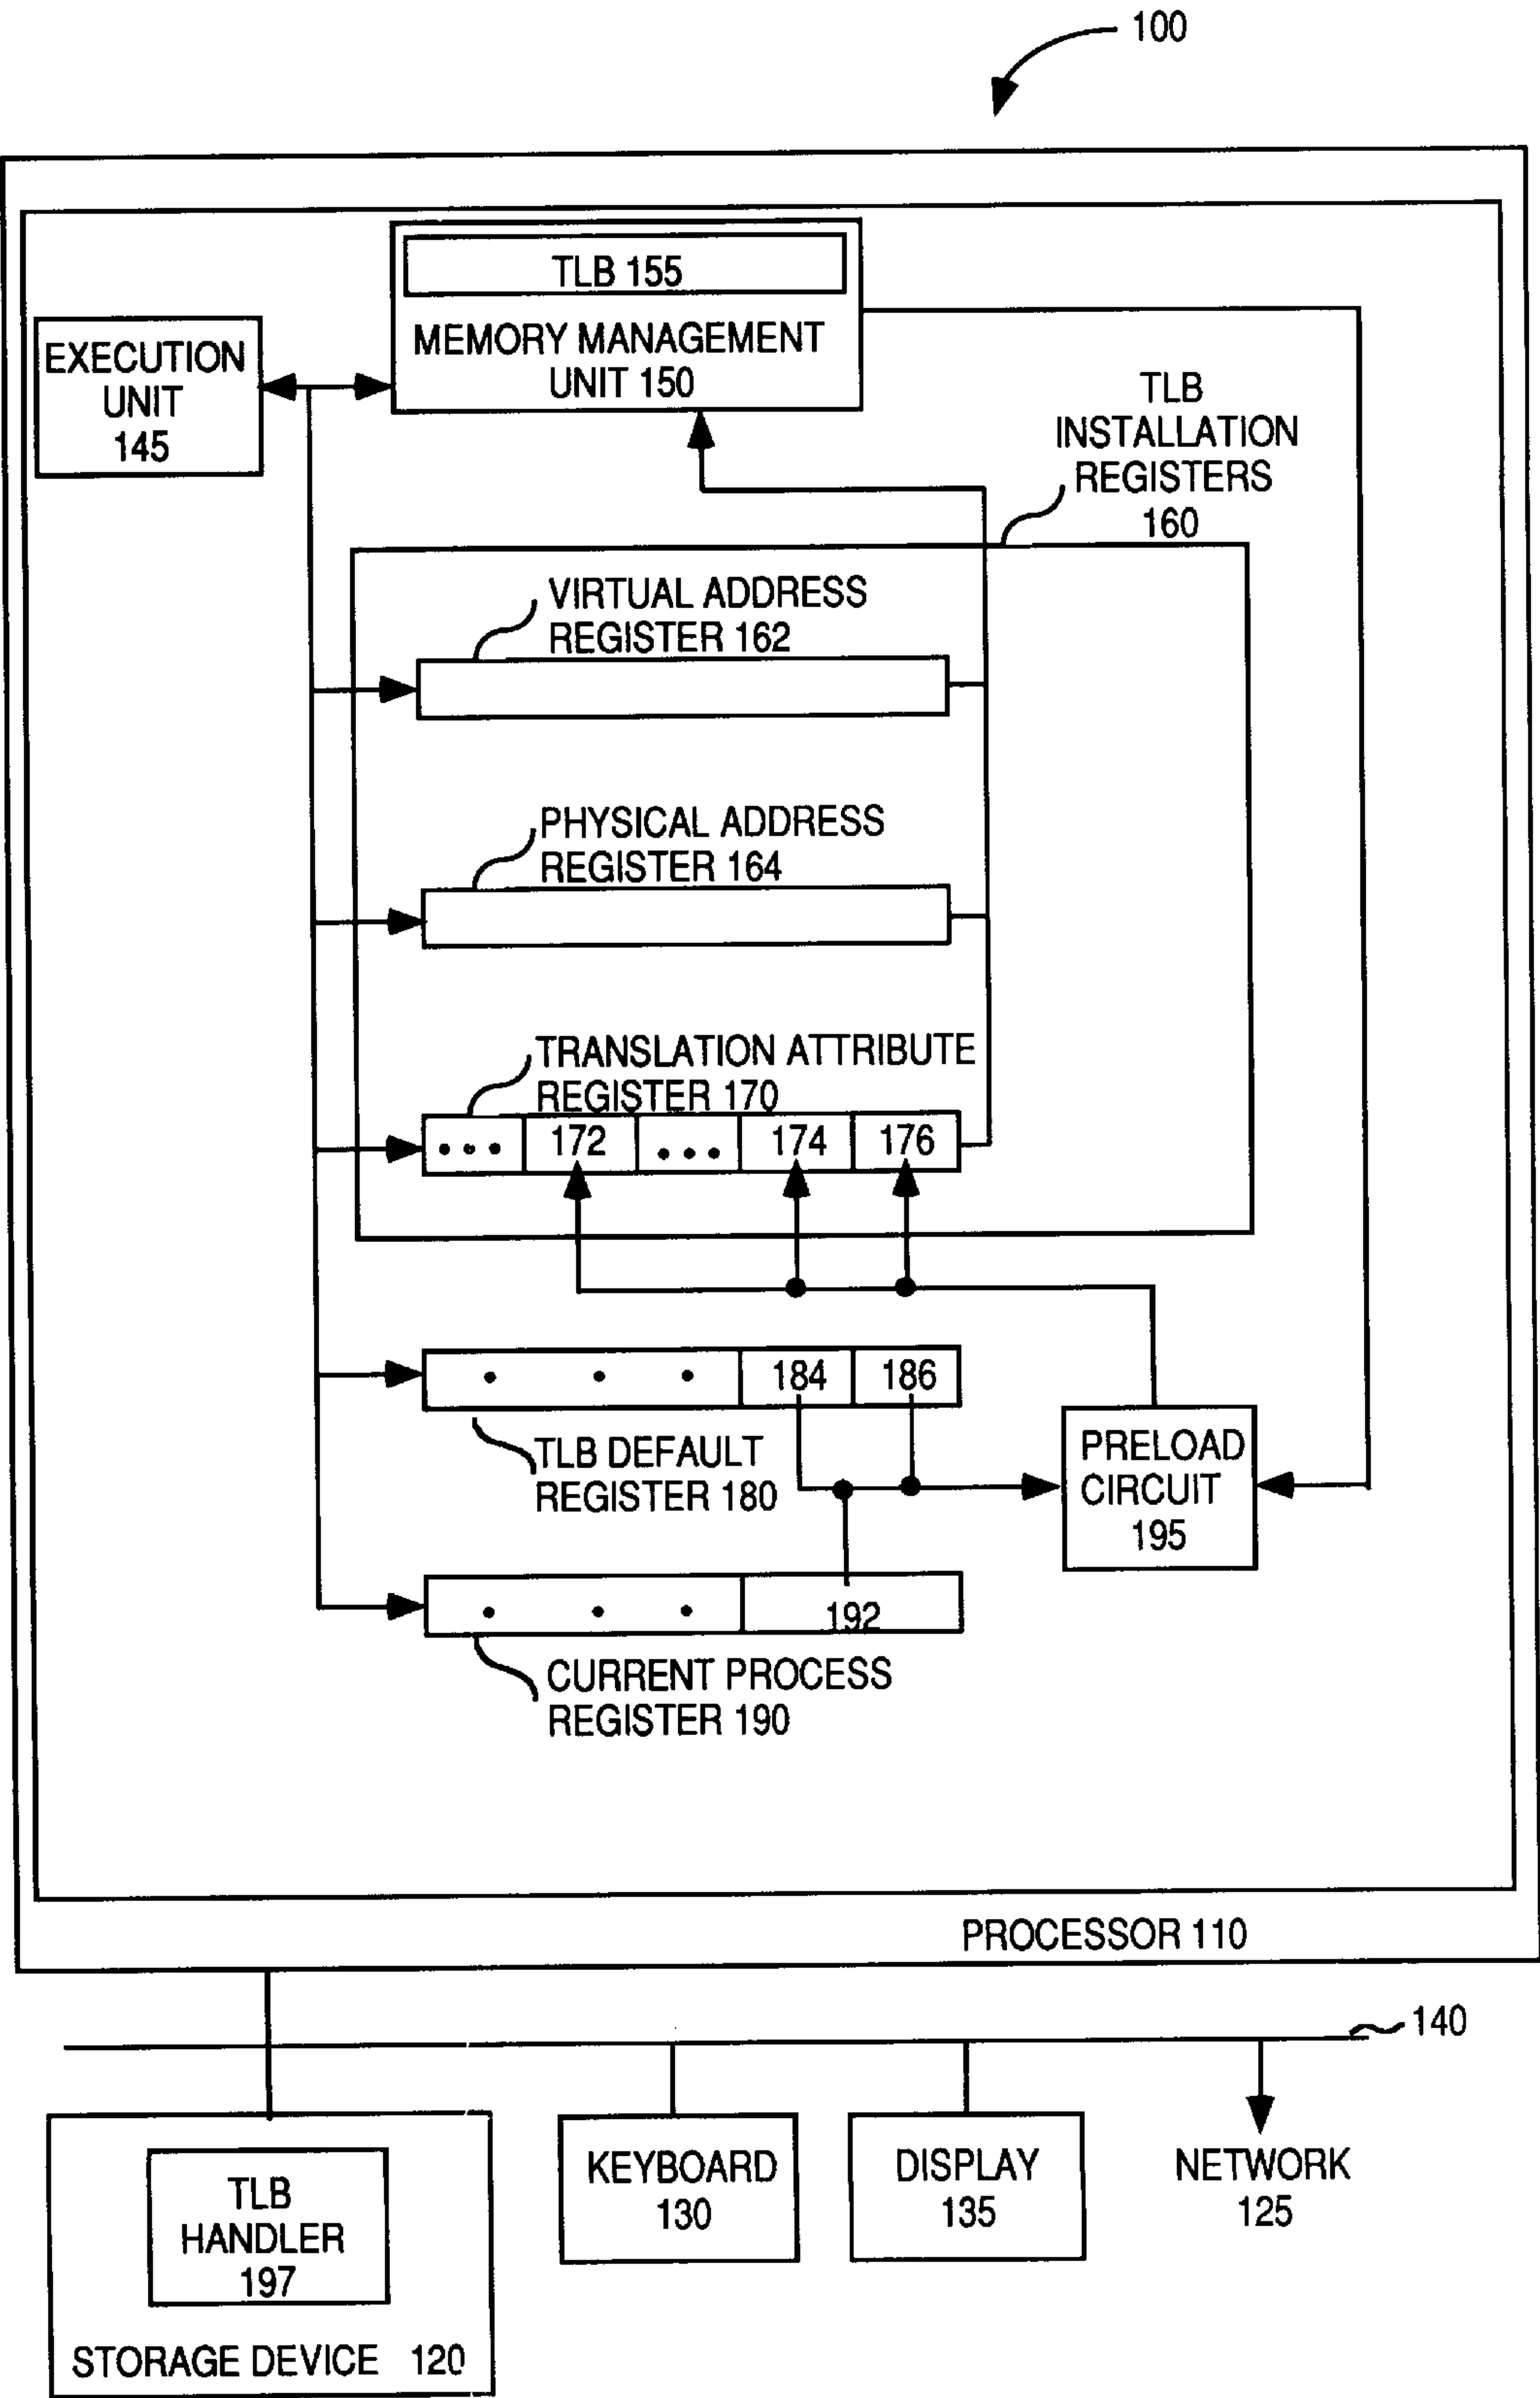 100
TLB 155
MEMORY MANAGEMENT
UNIT 150
EXECUTION
UNIT
145
TLB
INSTALLATION
REGISTERS
160
VIRTUAL ADDRESS
REGISTER 162
PHYSICAL ADDRESS
REGISTER 164
TRANSLATION ATTRIBUTE
REGISTER 170
••• 172 ••• 174 176
• • • 184 186
TLB DEFAULT
REGISTER 180
PRELOAD
CIRCUIT
195
• • • 192
CURRENT PROCESS
REGISTER 190
PROCESSOR 110
140
TLB
HANDLER
197
STORAGE DEVICE 120
KEYBOARD
130
DISPLAY
135
NETWORK
125